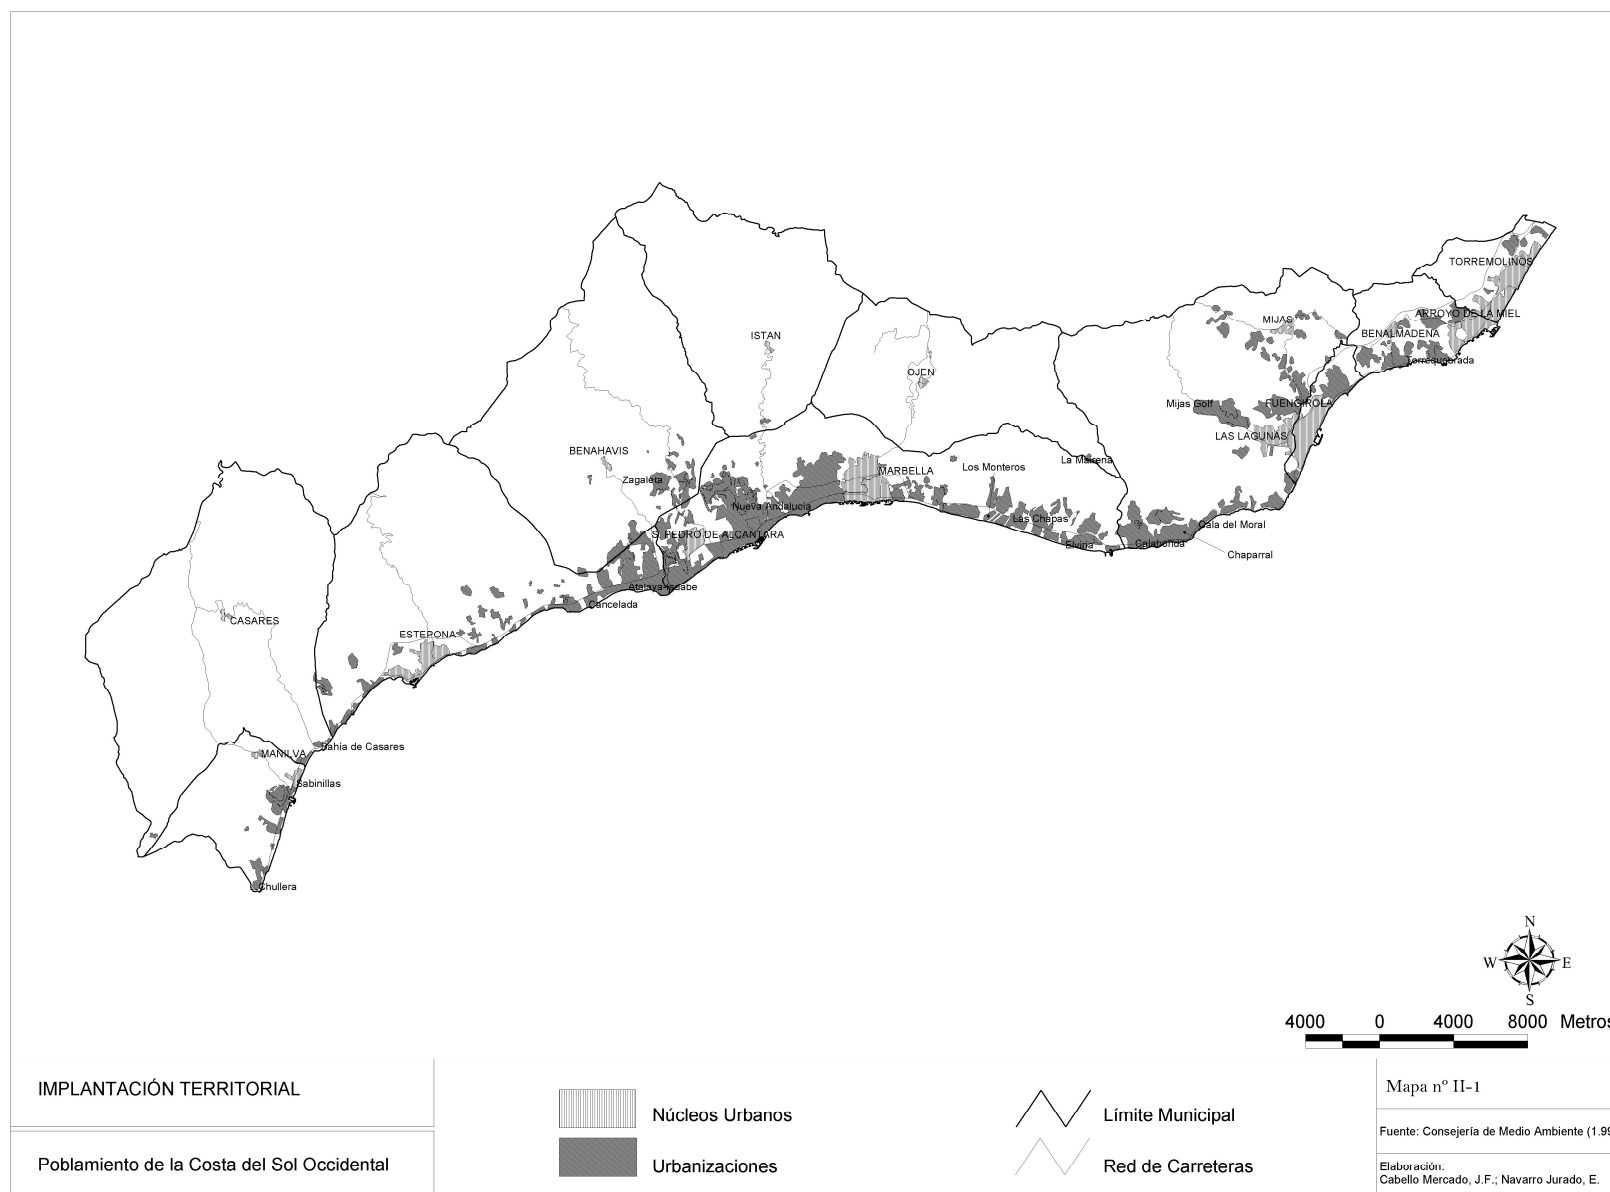 TORREMOLINOS
ARROYO DE LA MIEL
MIJAS
BENALMADENA
Torrequebrada
ISTAN
OJEN
Mijas Golf
FUENGIROLA
LAS LAGUNAS
BENAHAVIS
Zagaleta
MARBELLA
Los Monteros
La Mairena
Nueva Andalucía
Las Chapas
Cala del Moral
S. PEDRO DE ALCANTARA
Elviria
Calahonda
Chaparral
Atalaya-Isdabe
Cancelada
CASARES
ESTEPONA
Bahía de Casares
MANILVA
Sabinillas
Chullera
N
W
E
S
4000 0 4000 8000 Metros
IMPLANTACIÓN TERRITORIAL
Poblamiento de la Costa del Sol Occidental
Núcleos Urbanos
Urbanizaciones
Límite Municipal
Red de Carreteras
Mapa nº II-1
Fuente: Consejería de Medio Ambiente (1.99
Elaboración:
Cabello Mercado, J.F.; Navarro Jurado, E.